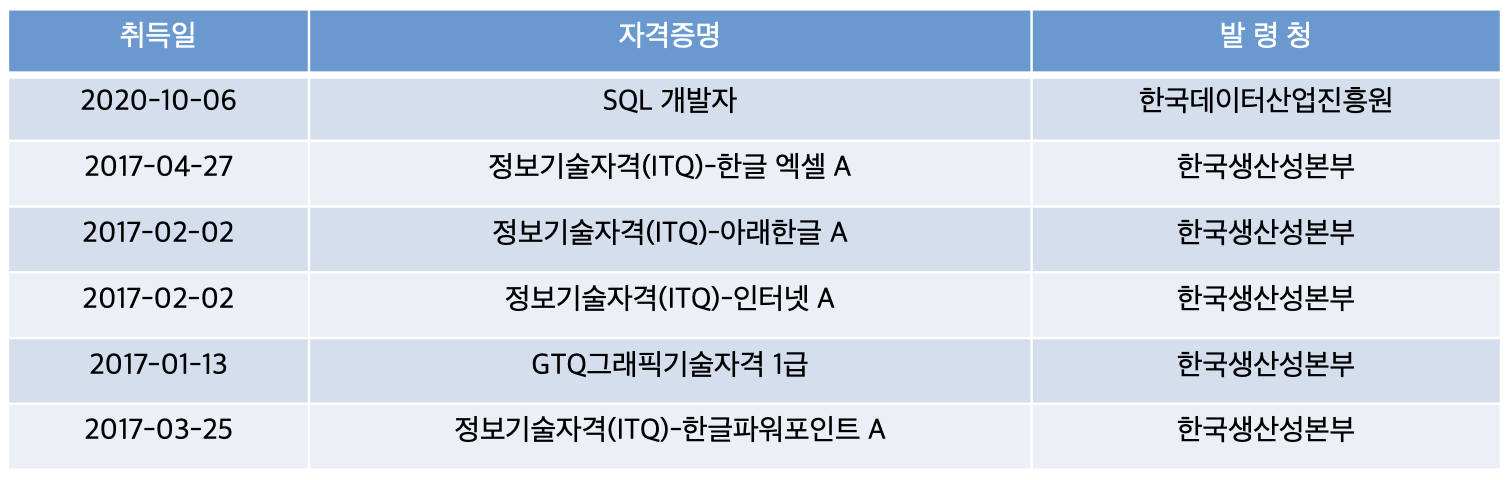 취득일 자격증명 발 령 청
2020-10-06 SQL 개발자 한국데이터산업진흥원
2017-04-27 정보기술자격(ITQ)-한글 엑셀 A 한국생산성본부
2017-02-02 정보기술자격(ITQ)-아래한글 A 한국생산성본부
2017-02-02 정보기술자격(ITQ)-인터넷 A 한국생산성본부
2017-01-13 GTQ그래픽기술자격 1급 한국생산성본부
2017-03-25 정보기술자격(ITQ)-한글파워포인트 A 한국생산성본부